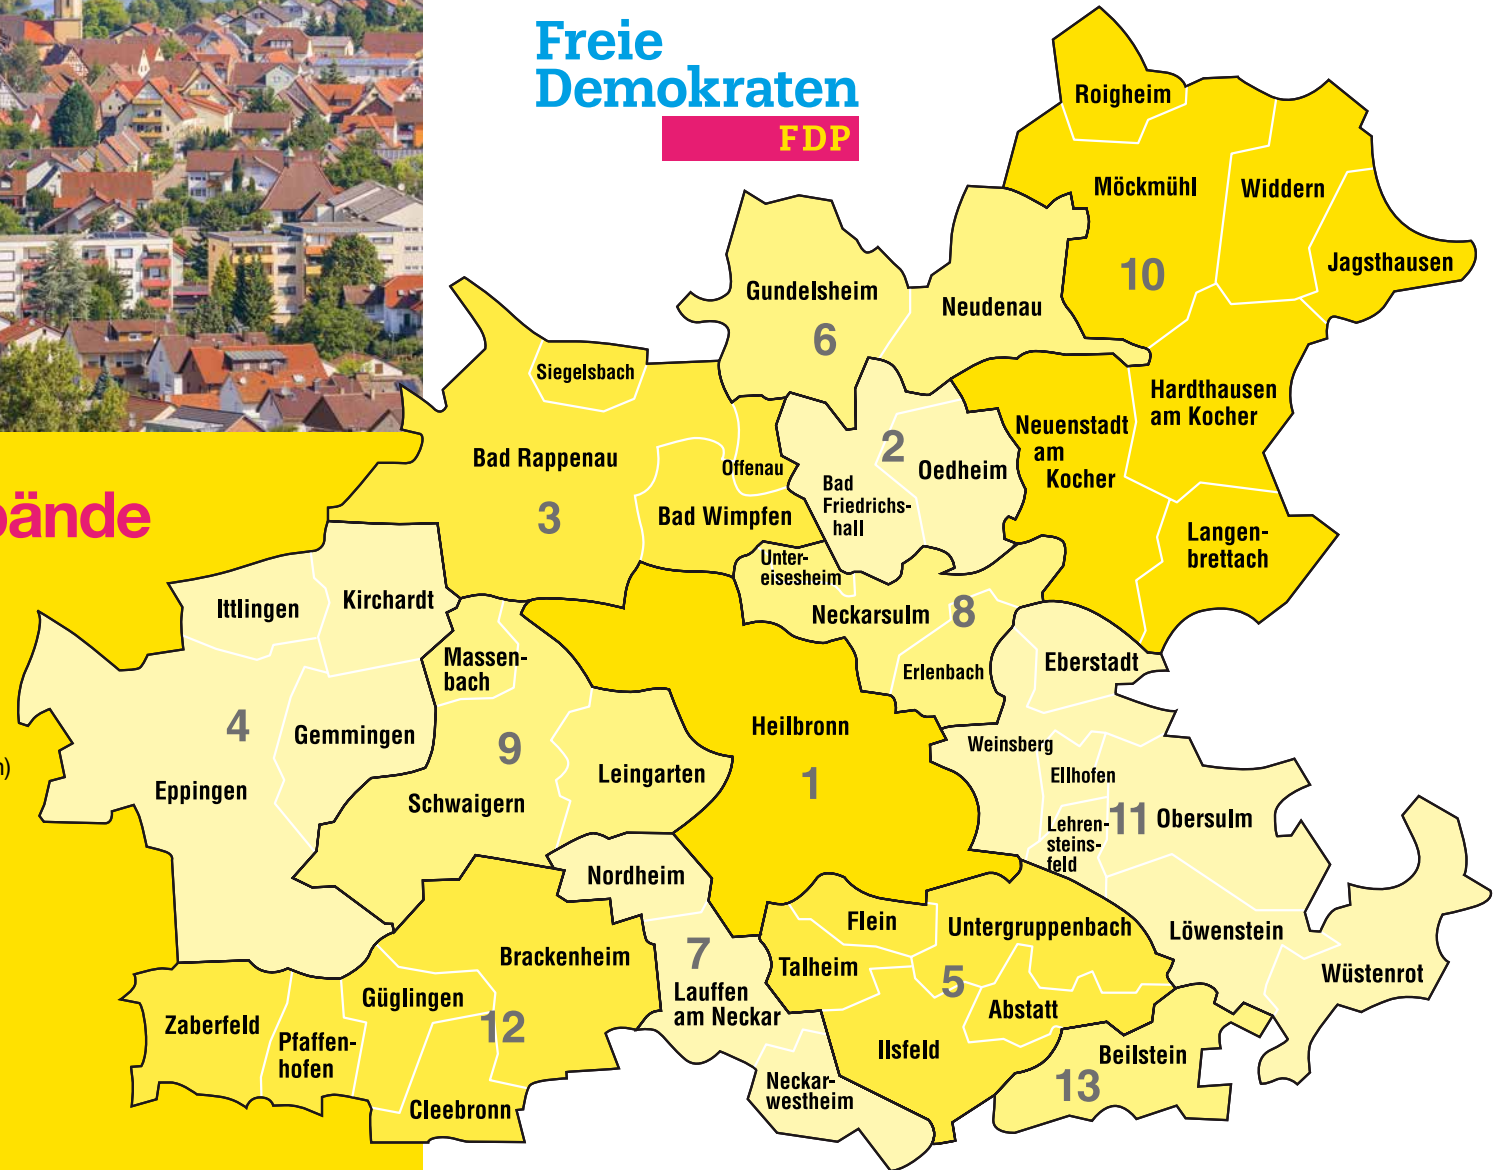 Freie
Demokraten
FDP
bände
n)
Roigheim
Möckmühl
Widdern
Jagsthausen
10
Gundelsheim
6
Neudenau
Siegelsbach
Hardthausen
am Kocher
Neuenstadt
am
Kocher
Bad Rappenau
3
Offenau
Bad Wimpfen
2
Oedheim
Bad
Friedrichs-
hall
Langen-
brettach
Unter-
eisesheim
Neckarsulm
8
Erlenbach
Ittlingen
Kirchardt
4
Gemmingen
Eppingen
Massen-
bach
9
Leingarten
Schwaigern
Heilbronn
1
Eberstadt
Weinsberg
Ellhofen
Lehren-
steins-
feld
11
Obersulm
Löwenstein
Wüstenrot
Nordheim
7
Lauffen
am Neckar
Neckar-
westheim
Flein
Untergruppenbach
Talheim
5
Abstatt
Ilsfeld
Beilstein
13
Brackenheim
Güglingen
12
Zaberfeld
Pfaffen-
hofen
Cleebronn